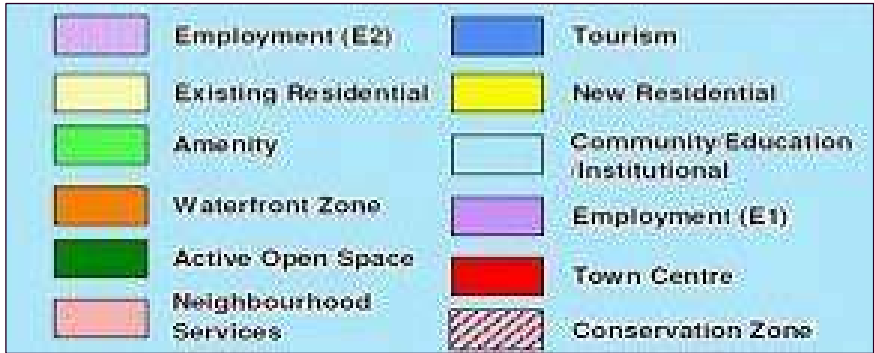 Employment (E2)
Existing Residential
Amenity
Waterfront Zone
Active Open Space
Neighbourhood
Services
Tourism
New Residential
Community Education
Institutional
Employment (E1)
Town Centre
Conservation Zone